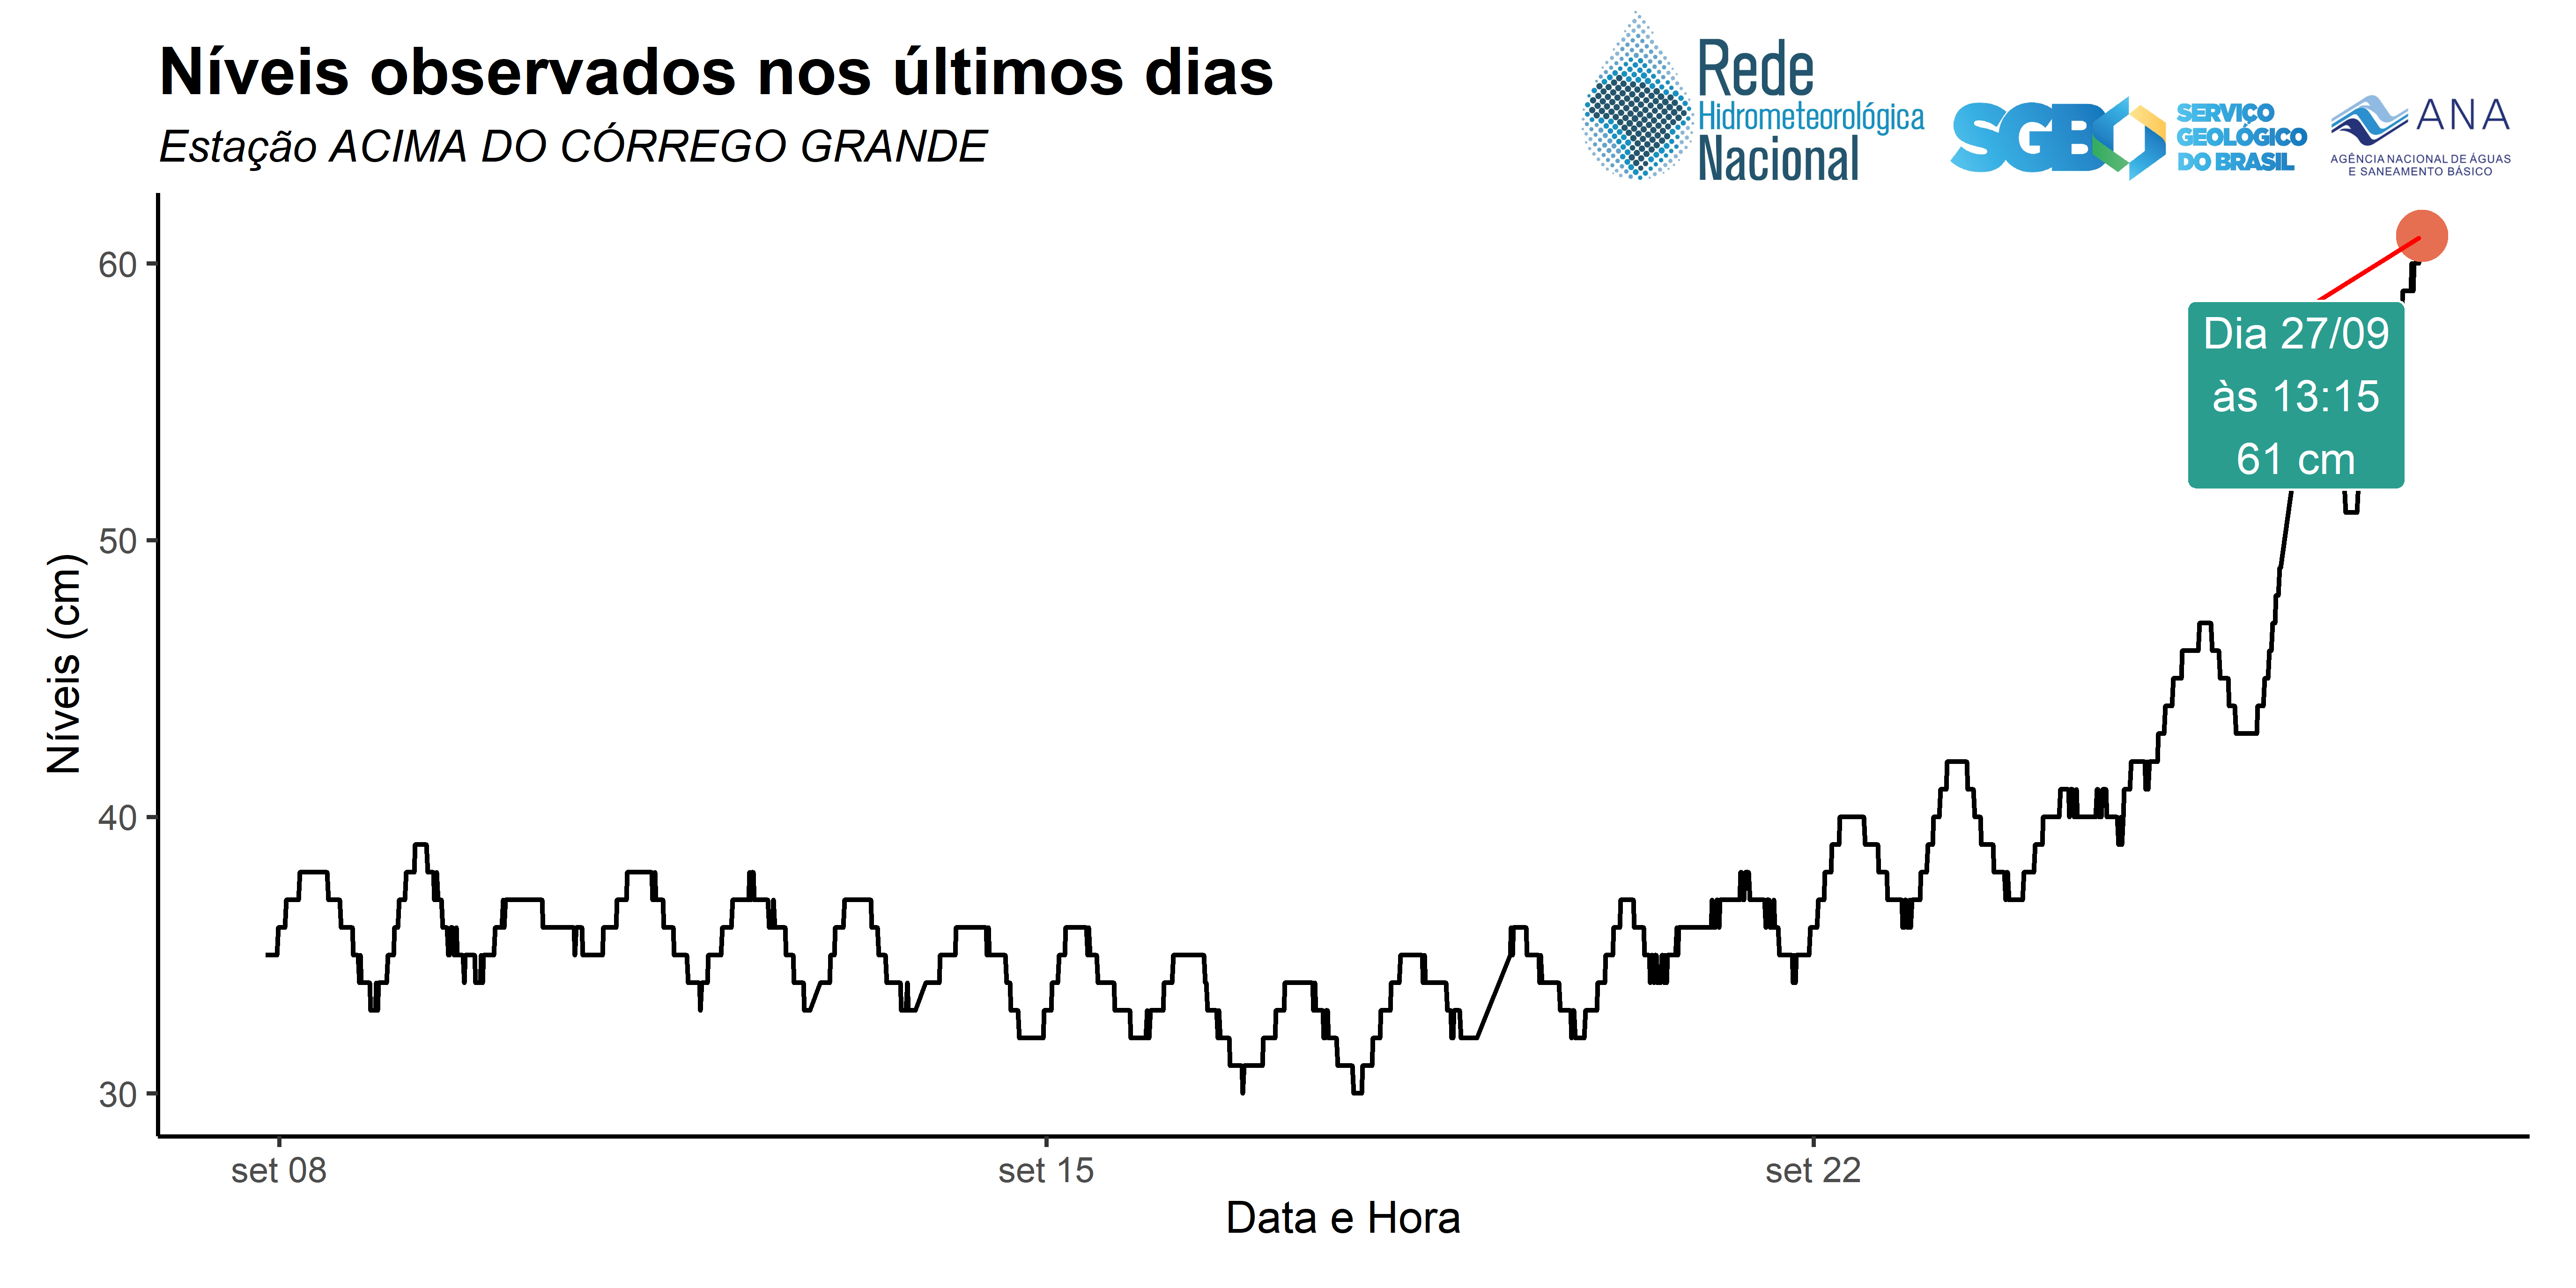 Níveis observados nos últimos dias
Estação ACIMA DO CÓRREGO GRANDE
Rede
Hidrometeorológica
Nacional
SGB
SERVIÇO
GEOLÓGICO
DO BRASIL
ANA
AGÊNCIA NACIONAL DE ÁGUAS
E SANEAMENTO BÁSICO
Níveis (cm)
60
50
40
30
Dia 27/09
às 13:15
61 cm
set 08
set 15
set 22
Data e Hora